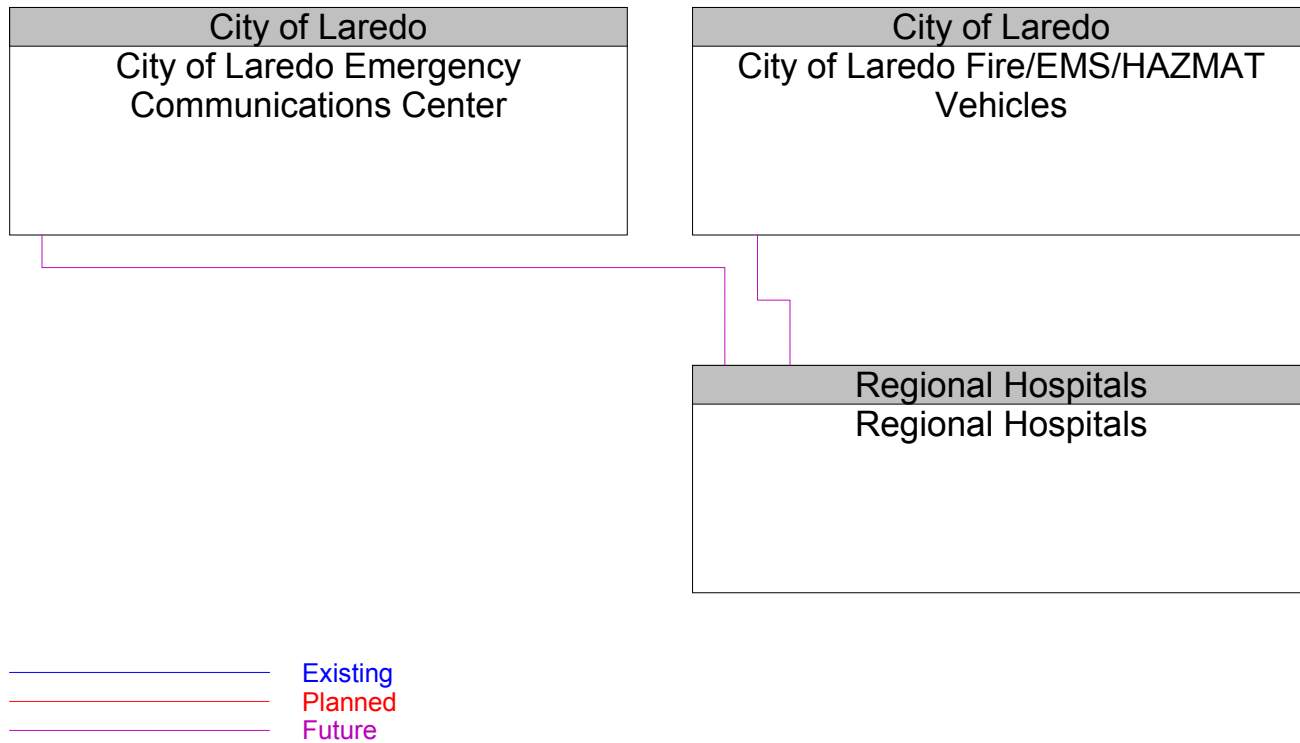 City of Laredo
City of Laredo Emergency
Communications Center
City of Laredo
City of Laredo Fire/EMS/HAZMAT
Vehicles
Regional Hospitals
Regional Hospitals
Existing
Planned
Future